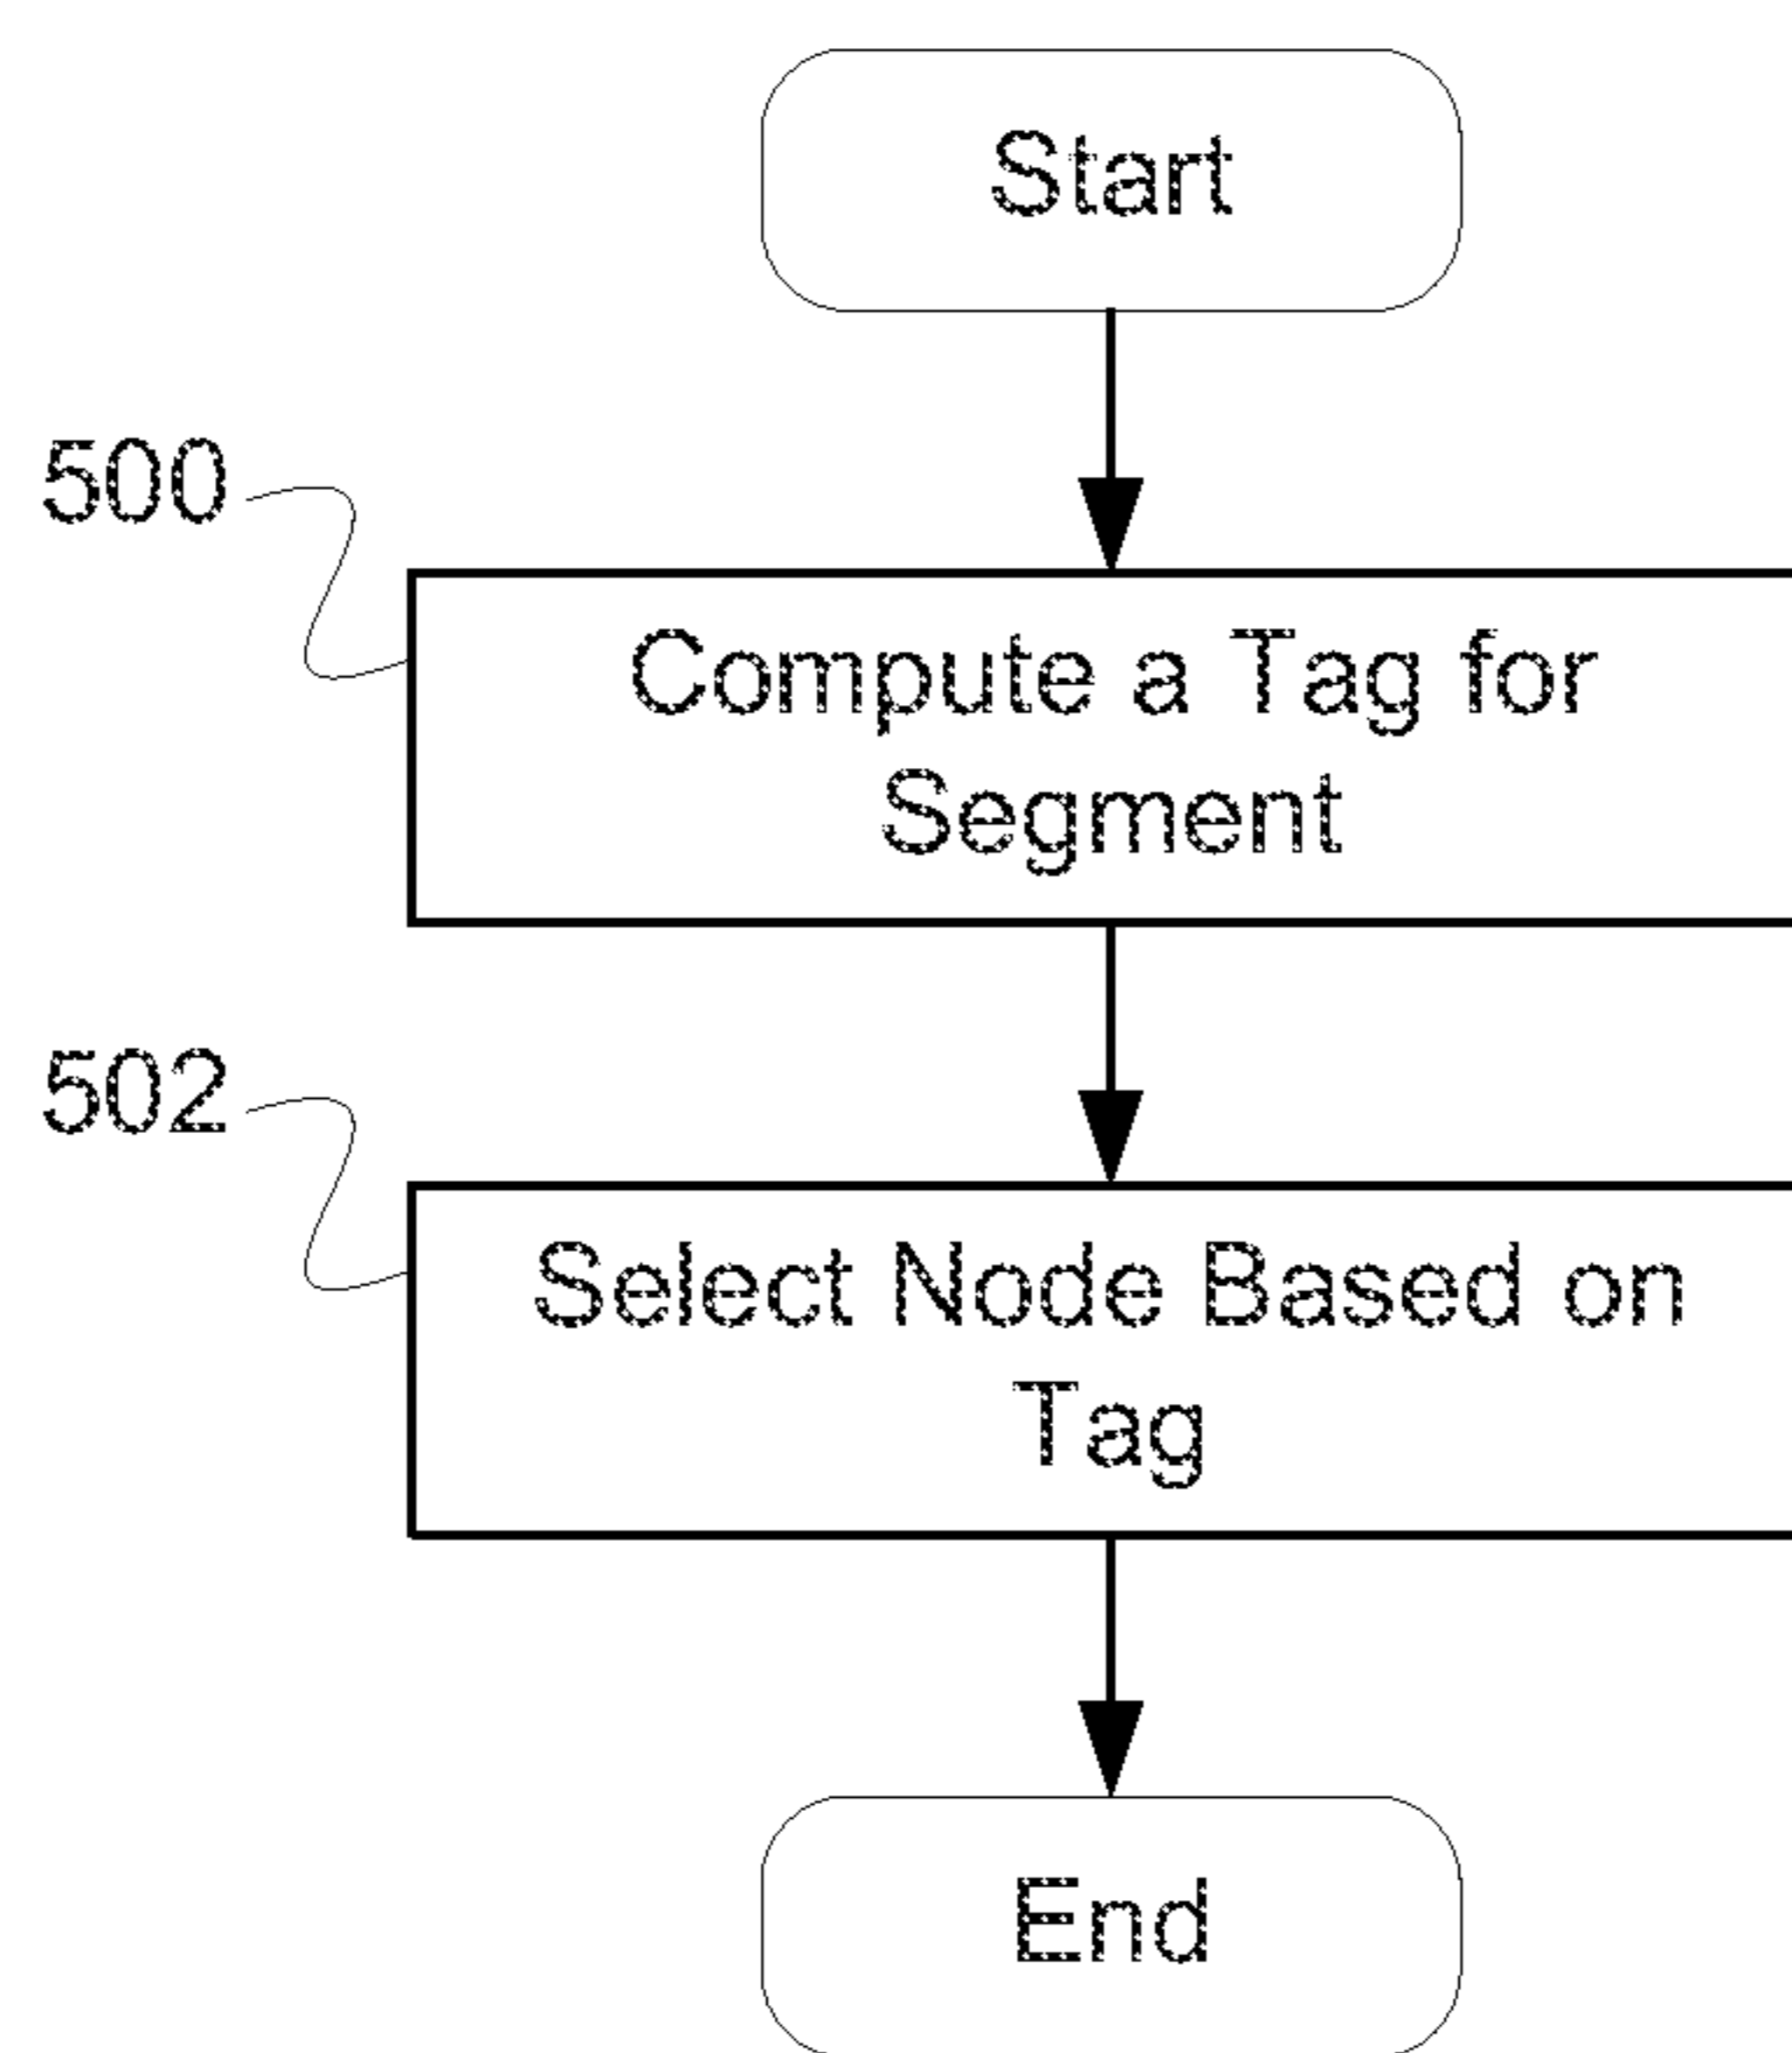 Start
500
Compute a Tag for
Segment
502
Select Node Based on
Tag
End